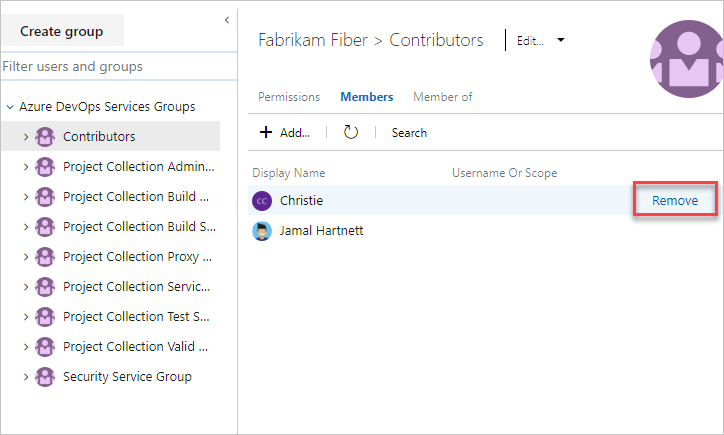 Create group
Filter users and groups
Azure DevOps Services Groups
Contributors
Project Collection Admin...
Project Collection Build ...
Project Collection Build S...
Project Collection Proxy ...
Project Collection Servic...
Project Collection Test S...
Project Collection Valid ...
Security Service Group
Fabrikam Fiber > Contributors Edit...
Permissions Members Member of
+ Add... Search
Display Name Username Or Scope
CC Christie Remove
Jamal Hartnett